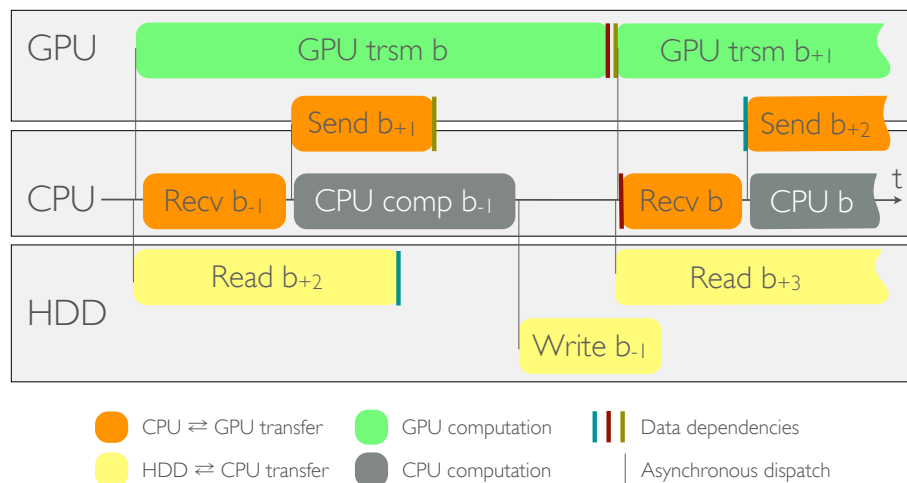 GPU
GPU trsm b
GPU trsm b+1
Send b+1
Send b+2
CPU
Recv b-1
CPU comp b-1
Recv b
CPU b
t
HDD
Read b+2
Read b+3
Write b-1
CPU ⇌ GPU transfer
GPU computation
Data dependencies
HDD ⇌ CPU transfer
CPU computation
Asynchronous dispatch